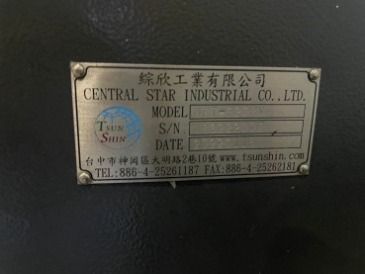 綜欣工業有限公司
CENTRAL STAR INDUSTRIAL CO.,LTD.
MODEL
TSUN SHIN
S/N
DATE
台中市神岡區大明路2巷10號 www.tsunshin.com
TEL:886-4-25261187 FAX:886-4-25262181